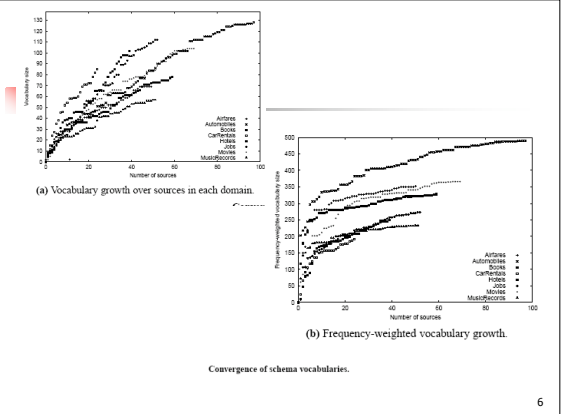 130
120
110
100
90
80
70
60
50
40
30
20
10
0
Vocabulary size
Airfares
Automobiles
Books
CarRentals
Hotels
Jobs
Movies
MusicRecords
0 20 40 60 80 100
Number of sources
(a) Vocabulary growth over sources in each domain.
500
450
400
350
300
250
200
150
100
50
0
Frequency-weighted vocabulary size
Airfares
Automobiles
Books
CarRentals
Hotels
Jobs
Movies
MusicRecords
0 20 40 60 80 100
Number of sources
(b) Frequency-weighted vocabulary growth.
Convergence of schema vocabularies.
6